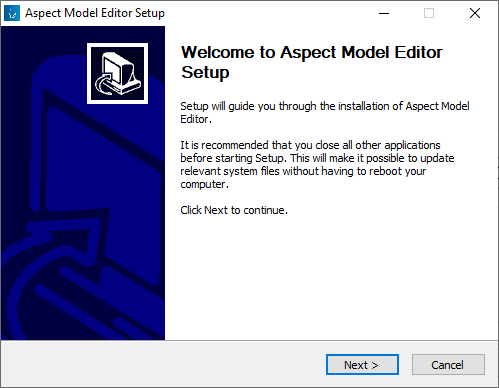 Aspect Model Editor Setup
Welcome to Aspect Model Editor
Setup
Setup will guide you through the installation of Aspect Model
Editor.
It is recommended that you close all other applications
before starting Setup. This will make it possible to update
relevant system files without having to reboot your
computer.
Click Next to continue.
Next >
Cancel